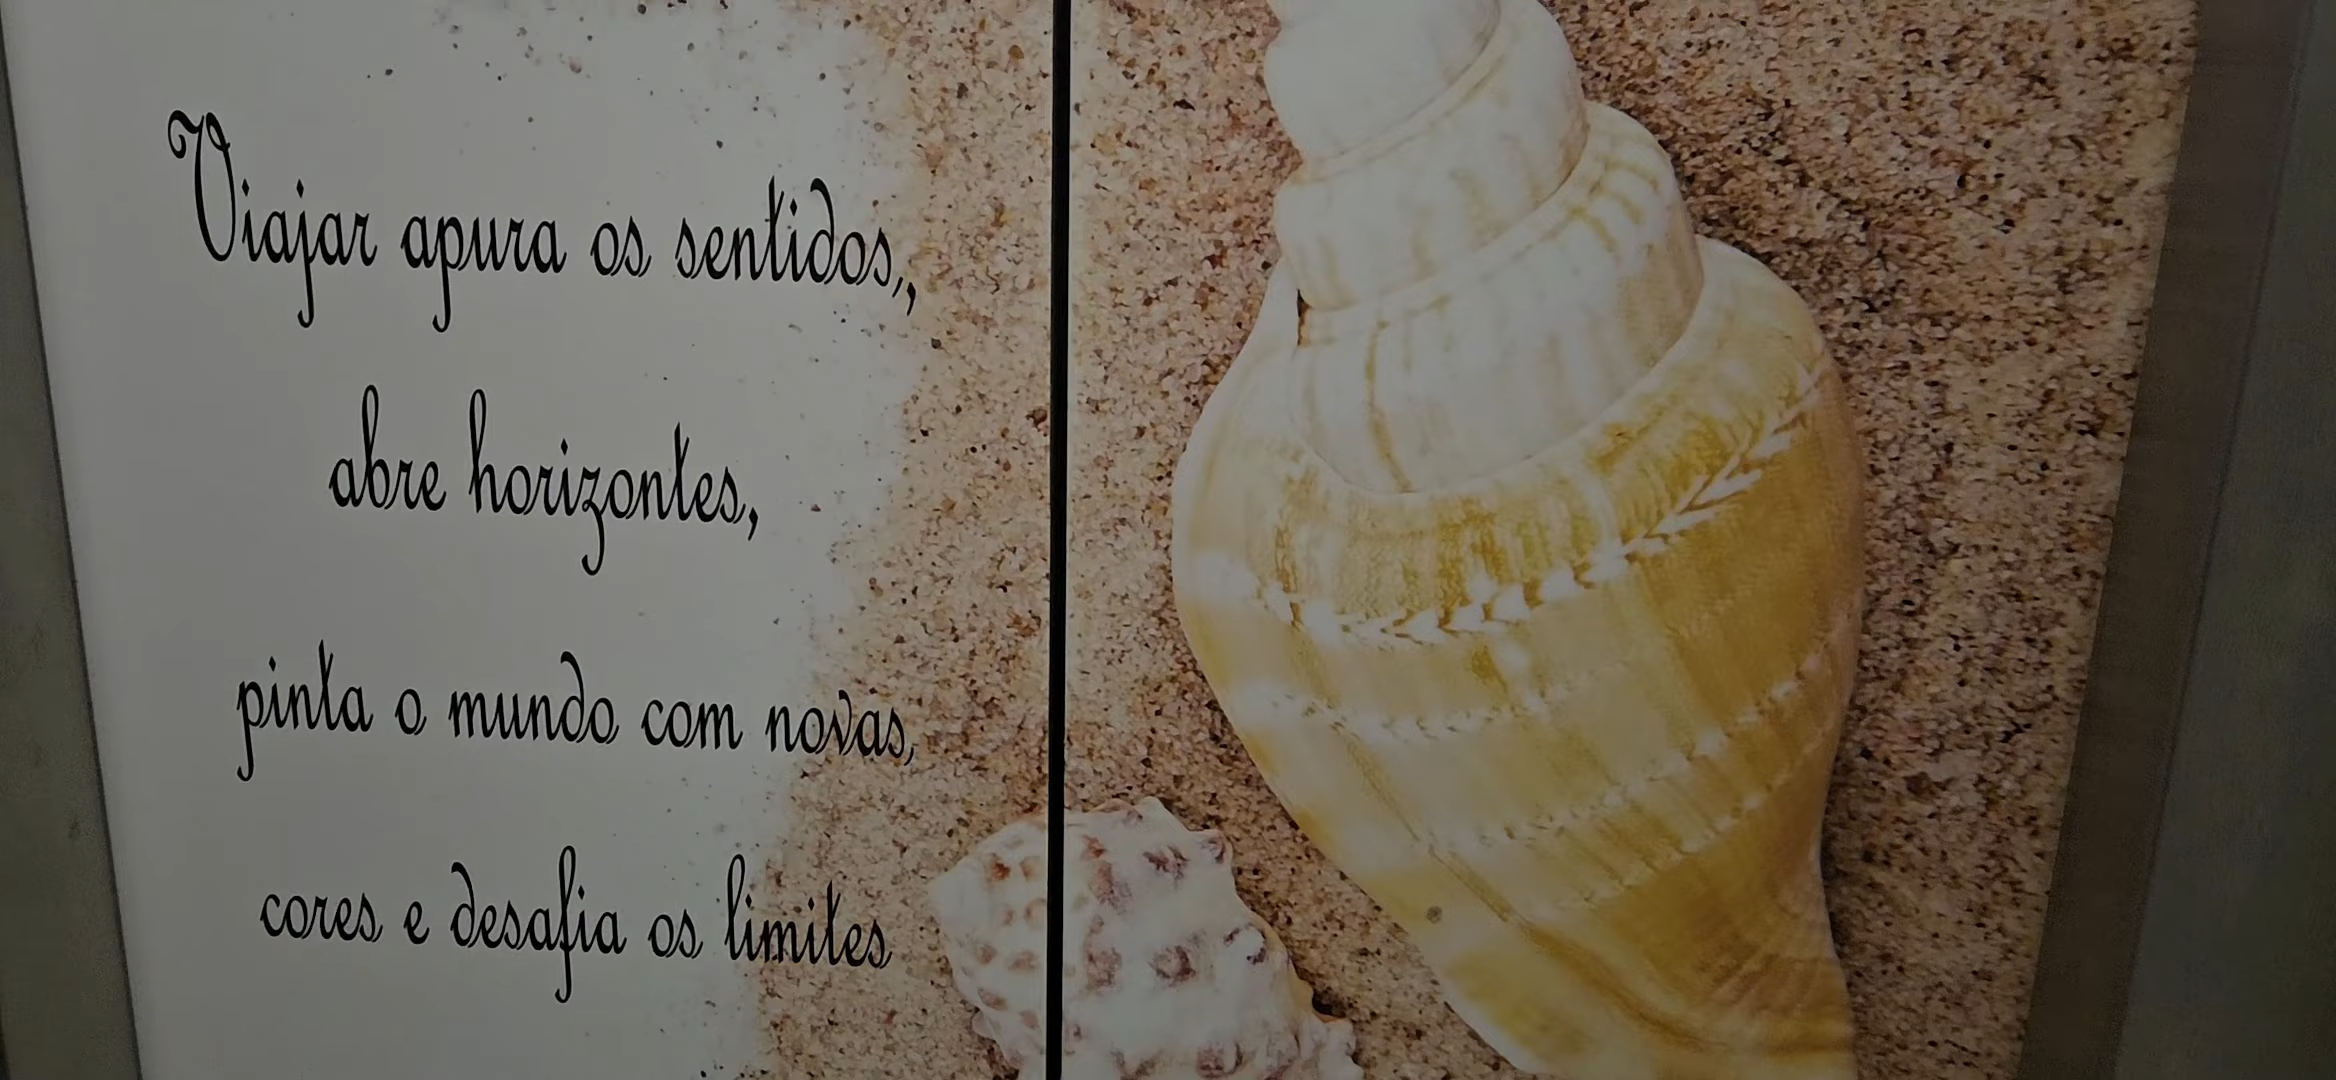 Viajar apura os sentidos,,
abre horizontes,
pinta o mundo com novas,
cores e desafia os limites